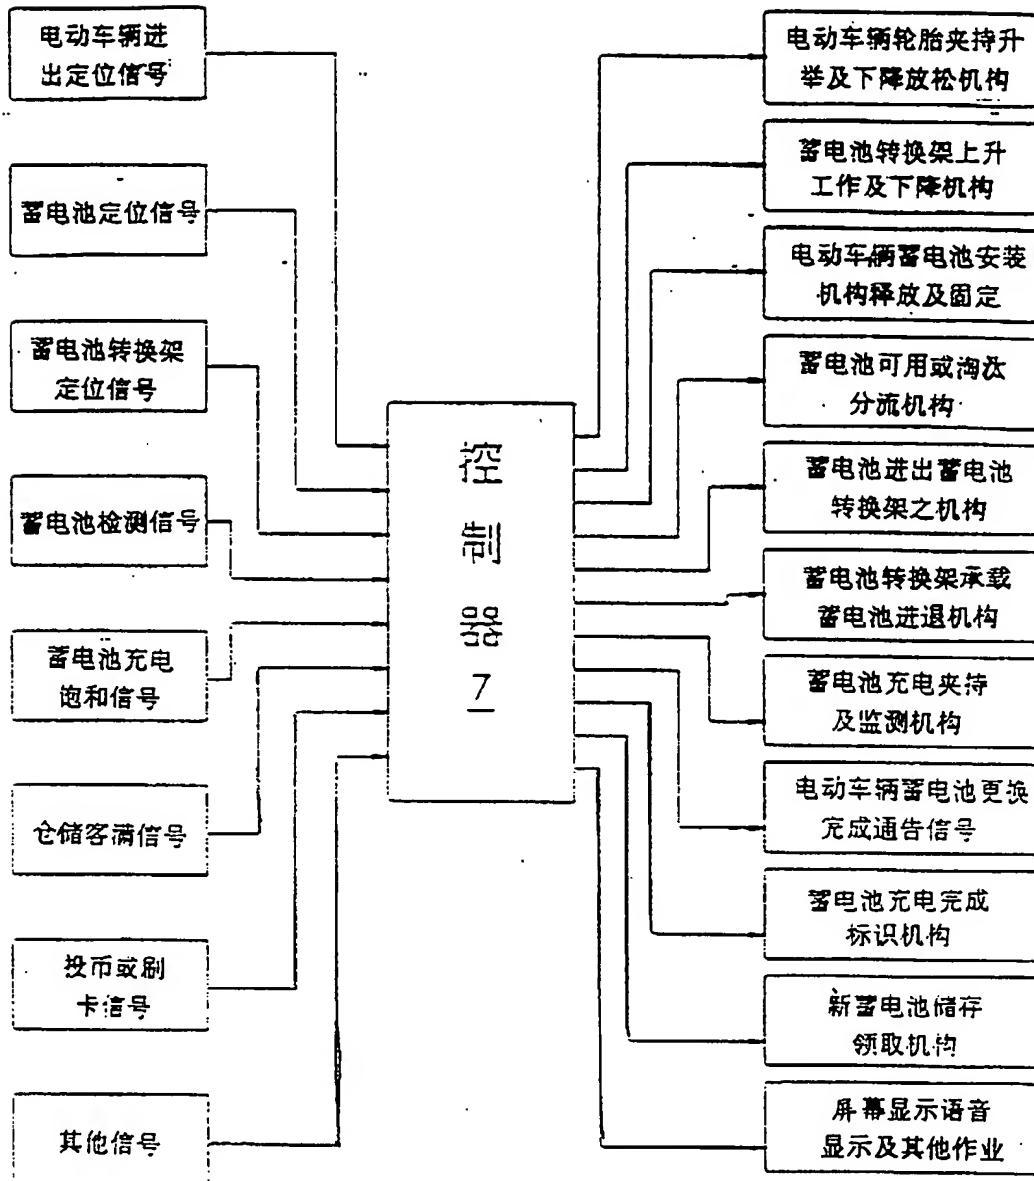 电动车辆进
出定位信号
蓄电池定位信号
蓄电池转换架
定位信号
蓄电池检测信号
蓄电池充电
饱和信号
仓储客满信号
投币或刷
卡信号
其他信号
控
制
器
7
电动车辆轮胎夹持升
举及下降放松机构
蓄电池转换架上升
工作及下降机构
电动车辆蓄电池安装
机构释放及固定
蓄电池可用或淘汰
分流机构
蓄电池进出蓄电池
转换架之机构
蓄电池转换架承载
蓄电池进退机构
蓄电池充电夹持
及监测机构
电动车辆蓄电池更换
完成通告信号
蓄电池充电完成
标识机构
新蓄电池储存
领取机构
屏幕显示语音
显示及其他作业